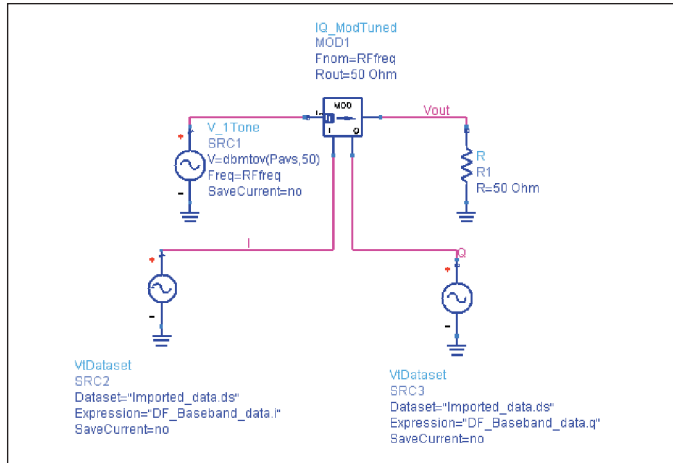 IQ_ModTuned
MOD1
Fnom=RFfreq
Rout=50 Ohm
MOD
I
Q
Vout
V_1Tone
SRC1
V=dbmtov(Pavs,50)
Freq=RFfreq
SaveCurrent=no
R
R1
R=50 Ohm
I
Q
VtDataset
SRC2
Dataset="Imported_data.ds"
Expression="DF_Baseband_data.i"
SaveCurrent=no
VtDataset
SRC3
Dataset="Imported_data.ds"
Expression="DF_Baseband_data.q"
SaveCurrent=no